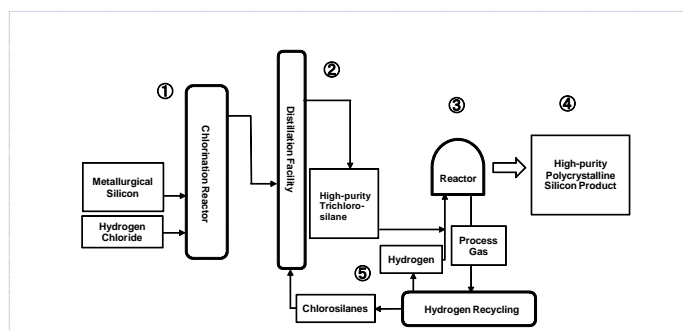 ①
②
③
④
Chlorination Reactor
Distillation Facility
Metallurgical
Silicon
Hydrogen
Chloride
High-purity
Trichloro-
silane
Reactor
High-purity
Polycrystalline
Silicon Product
Process
Gas
⑤
Hydrogen
Chlorosilanes
Hydrogen Recycling